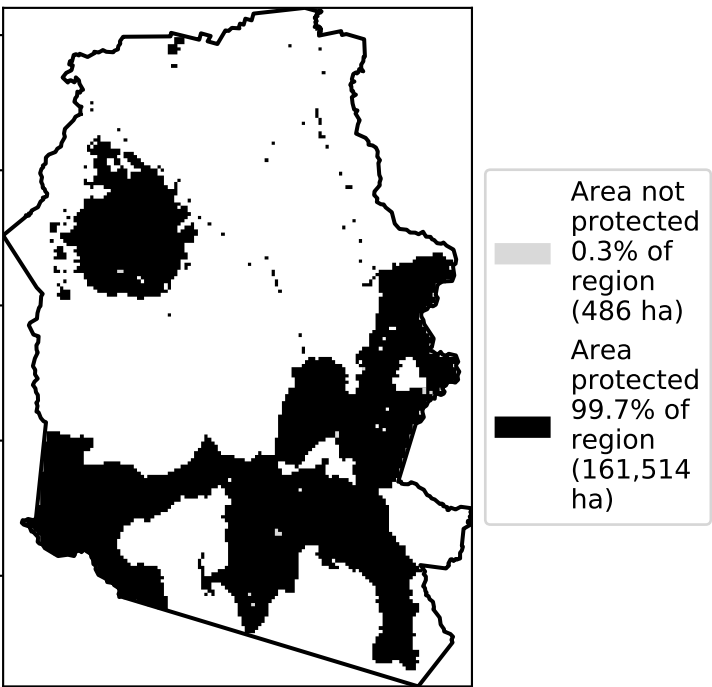 Area not
protected
0.3% of
region
(486 ha)
Area
protected
99.7% of
region
(161,514
ha)